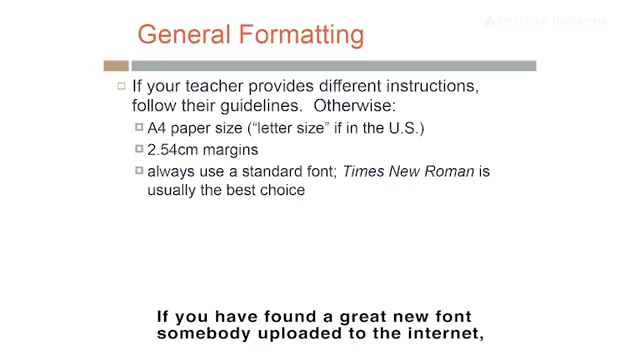 General Formatting
If your teacher provides different instructions,
follow their guidelines.  Otherwise:
A4 paper size ("letter size" if in the U.S.)
2.54cm margins
always use a standard font; Times New Roman is
usually the best choice
If you have found a great new font
somebody uploaded to the internet,